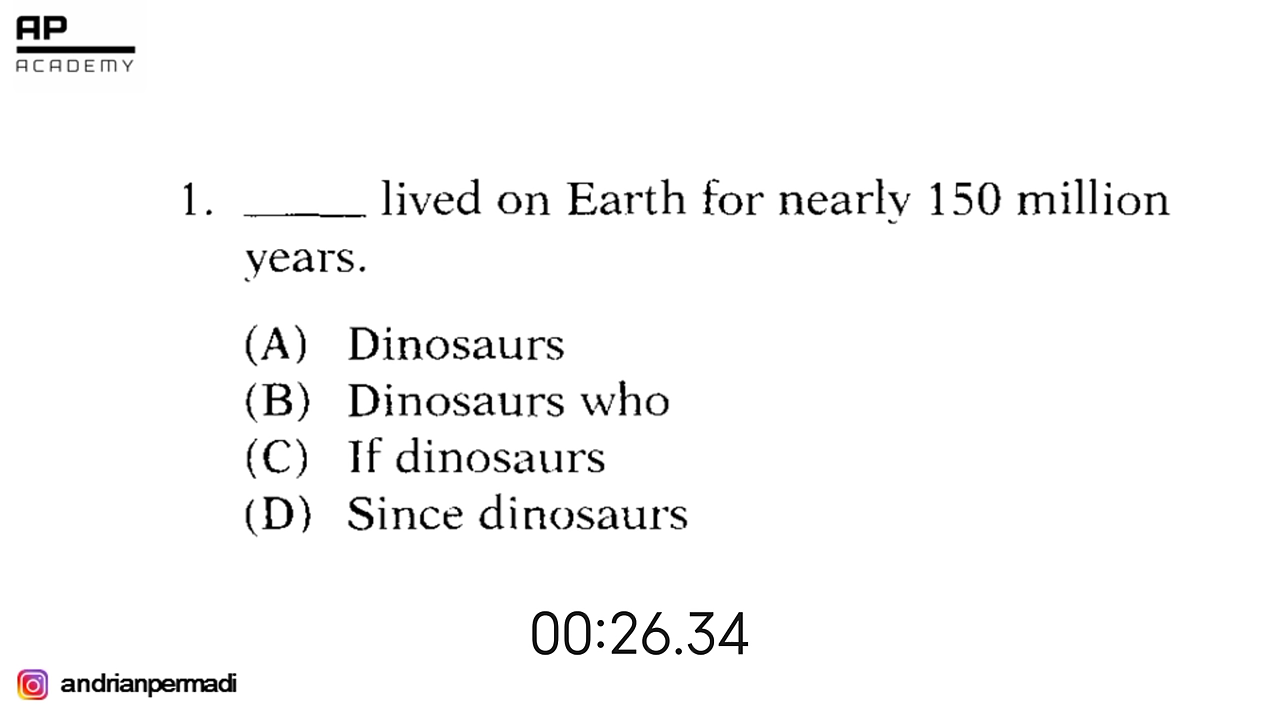 AP
ACADEMY
1. _____ lived on Earth for nearly 150 million
years.
(A) Dinosaurs
(B) Dinosaurs who
(C) If dinosaurs
(D) Since dinosaurs
00:26.34
andrianpermadi